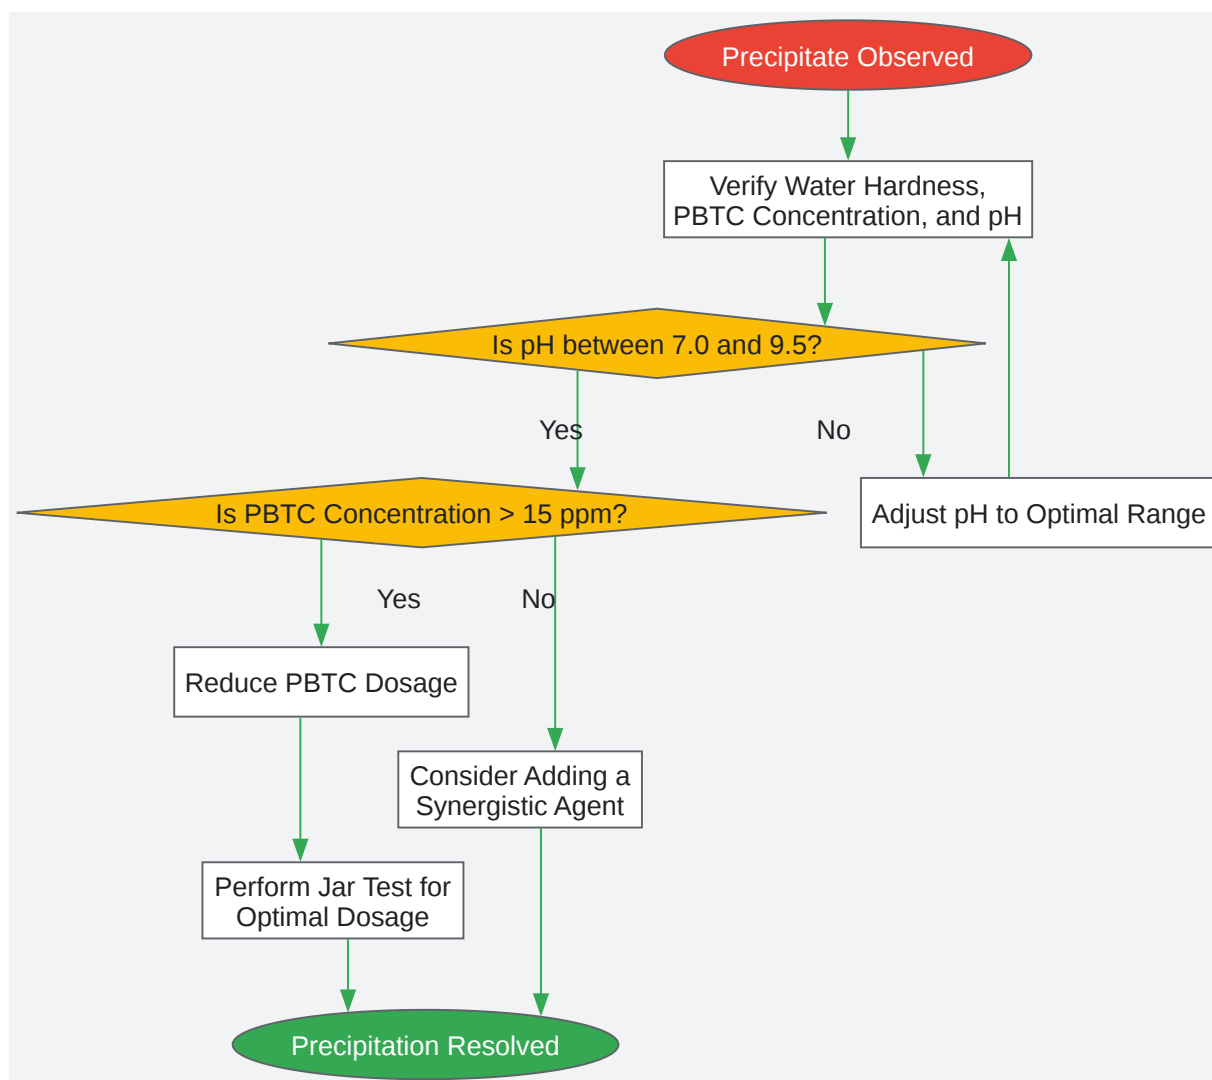 Precipitate Observed
Verify Water Hardness,
PBTC Concentration, and pH
Is pH between 7.0 and 9.5?
Yes
No
Is PBTC Concentration > 15 ppm?
Adjust pH to Optimal Range
Yes
No
Reduce PBTC Dosage
Consider Adding a
Synergistic Agent
Perform Jar Test for
Optimal Dosage
Precipitation Resolved